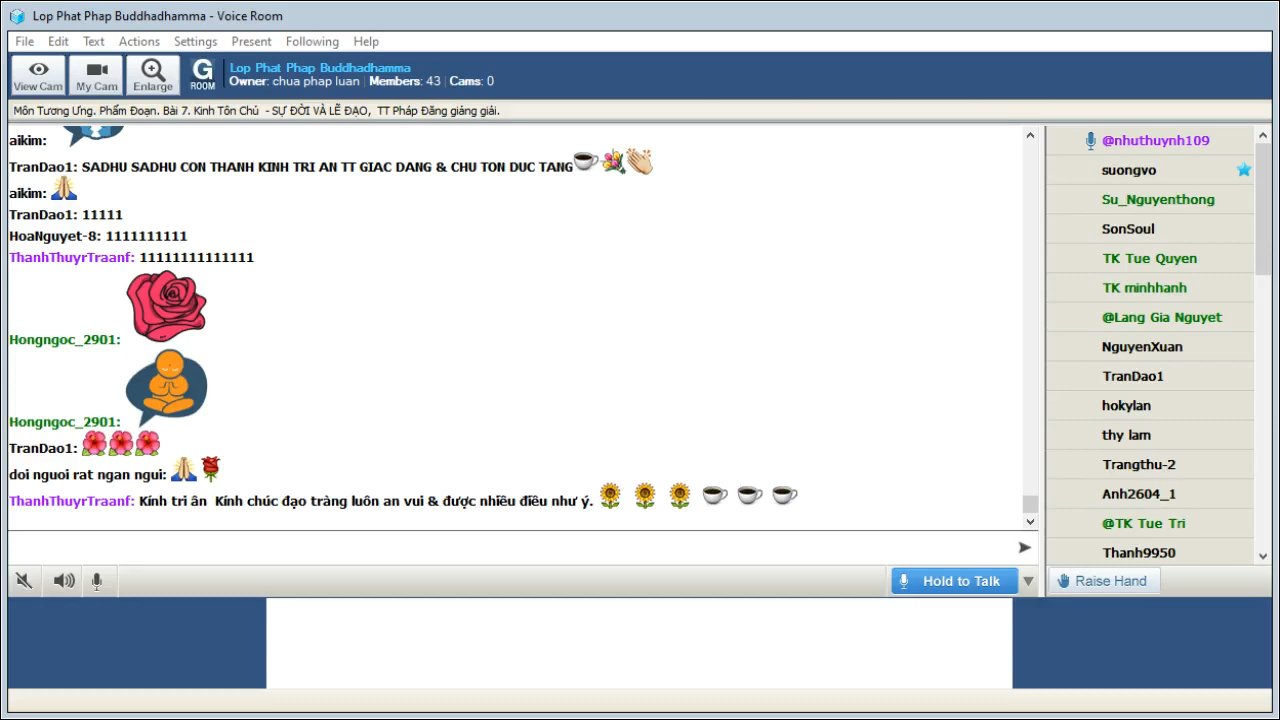 Lop Phat Phap Buddhadhamma - Voice Room
File Edit Text Actions Settings Present Following Help
View Cam My Cam Enlarge G ROOM
Lop Phat Phap Buddhadhamma
Owner: chua phap luan Members: 43 Cams: 0
Môn Tương Ưng. Phẩm Đoạn. Bài 7. Kinh Tôn Chủ - SỰ ĐỜI VÀ LẼ ĐẠO, TT Pháp Đăng giảng giải.
aikim:
TranDao1: SADHU SADHU CON THANH KINH TRI AN TT GIAC DANG & CHU TON DUC TANG
aikim:
TranDao1: 11111
HoaNguyet-8: 1111111111
ThanhThuyrTraanf: 11111111111111
Hongngoc_2901:
Hongngoc_2901:
TranDao1:
doi nguoi rat ngan ngui:
ThanhThuyrTraanf: Kính tri ân Kính chúc đạo tràng luôn an vui & được nhiều điều như ý.
@nhuthuynh109
suongvo
Su_Nguyenthong
SonSoul
TK Tue Quyen
TK minhhanh
@Lang Gia Nguyet
NguyenXuan
TranDao1
hokylan
thy lam
Trangthu-2
Anh2604_1
@TK Tue Tri
Thanh9950
Hold to Talk
Raise Hand